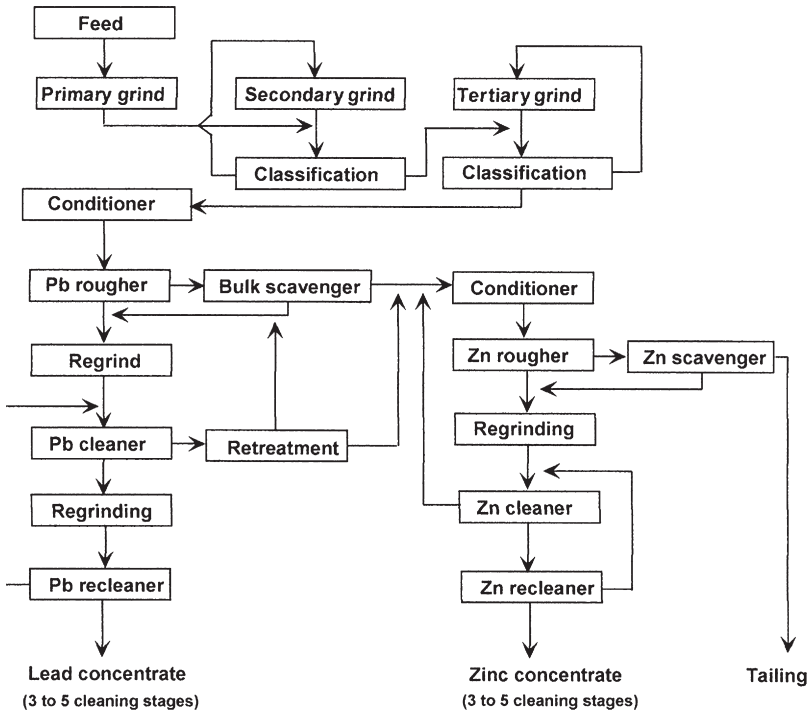 Feed
Primary grind
Secondary grind
Tertiary grind
Classification
Classification
Conditioner
Pb rougher
Bulk scavenger
Conditioner
Regrind
Zn rougher
Zn scavenger
Pb cleaner
Retreatment
Regrinding
Regrinding
Zn cleaner
Pb recleaner
Zn recleaner
Lead concentrate
(3 to 5 cleaning stages)
Zinc concentrate
(3 to 5 cleaning stages)
Tailing